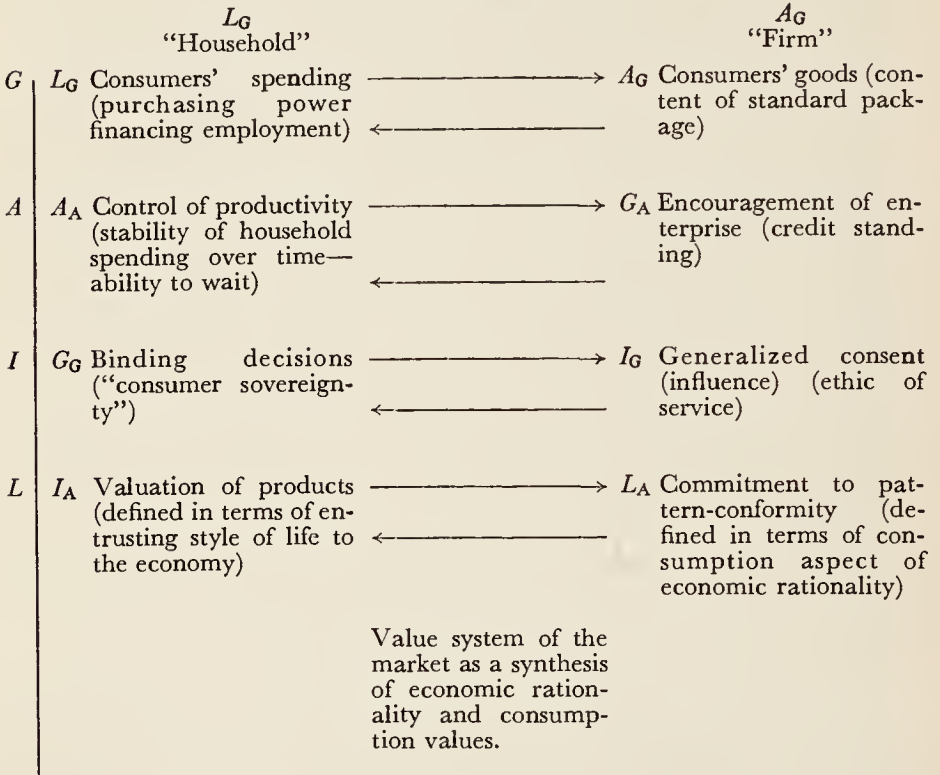 L_G A_G
"Household" "Firm"
G L_G Consumers' spending A_G Consumers' goods (con-
(purchasing power tent of standard pack-
financing employment) age)
A A_A Control of productivity G_A Encouragement of en-
(stability of household terprise (credit stand-
spending over time— ing)
ability to wait)
I G_G Binding decisions I_G Generalized consent
("consumer sovereign- (influence) (ethic of
ty") service)
L I_A Valuation of products L_A Commitment to pat-
(defined in terms of en- tern-conformity (de-
trusting style of life to fined in terms of con-
the economy) sumption aspect of
economic rationality)
Value system of the
market as a synthesis
of economic ration-
ality and consump-
tion values.